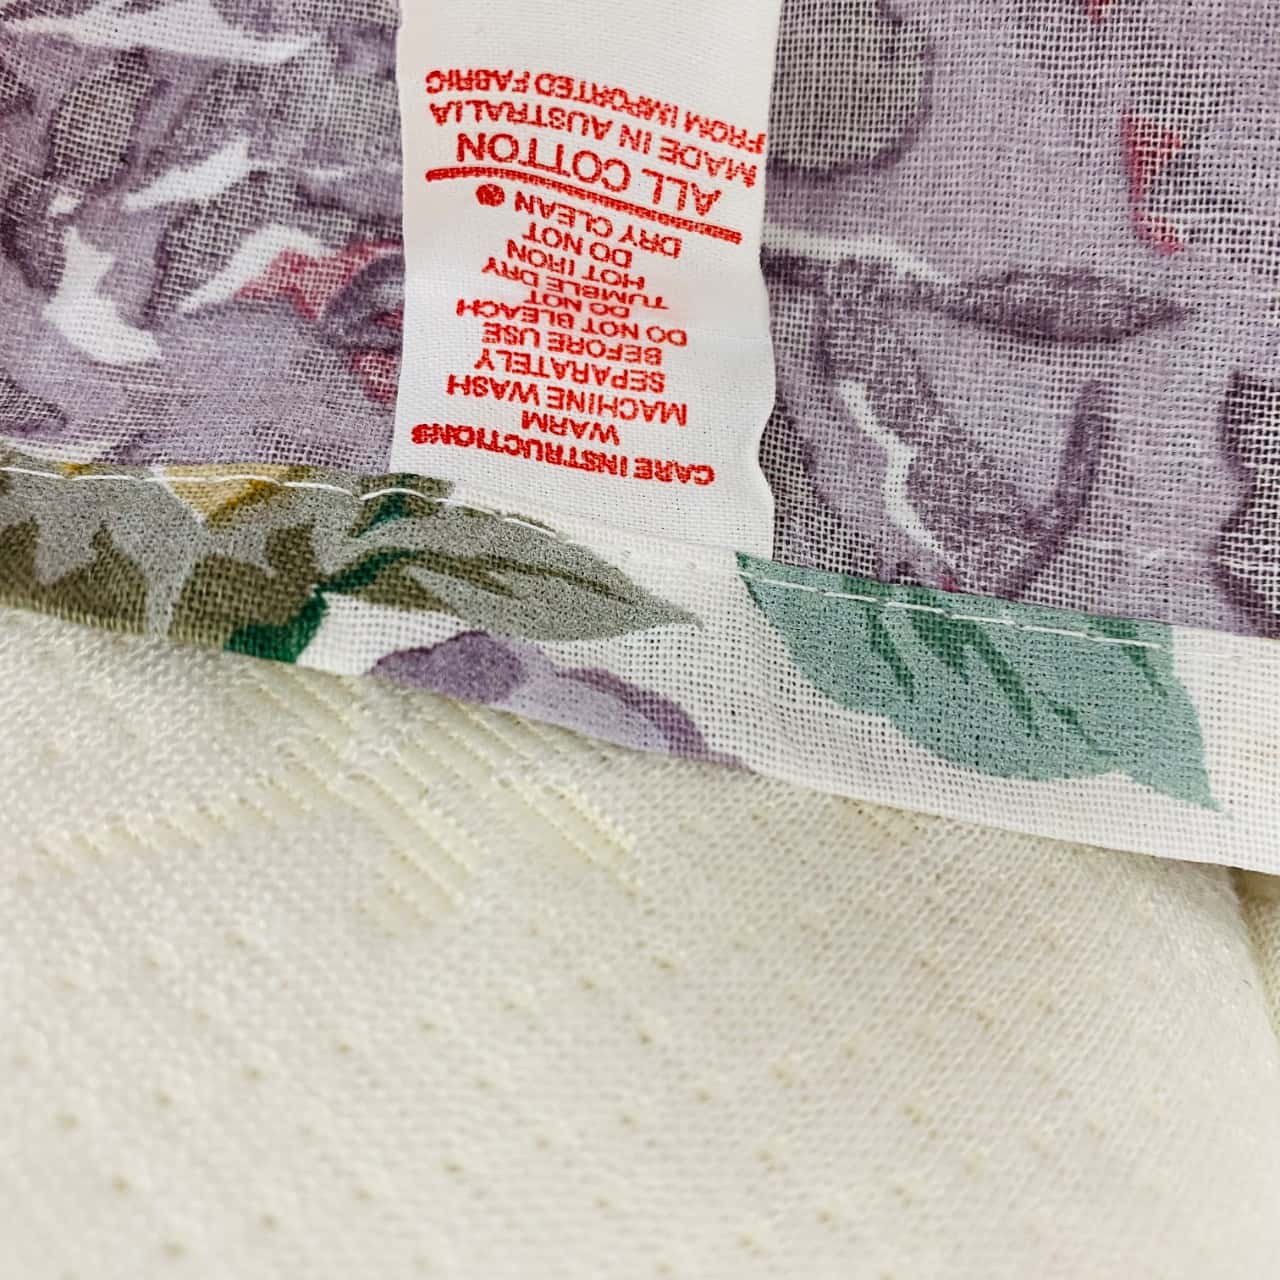 CARE INSTRUCTIONS
WARM
MACHINE WASH
SEPARATELY
BEFORE USE
DO NOT BLEACH
DO NOT
TUMBLE DRY
HOT IRON
DO NOT
DRY CLEAN
ALL COTTON
MADE IN AUSTRALIA
FROM IMPORTED FABRIC